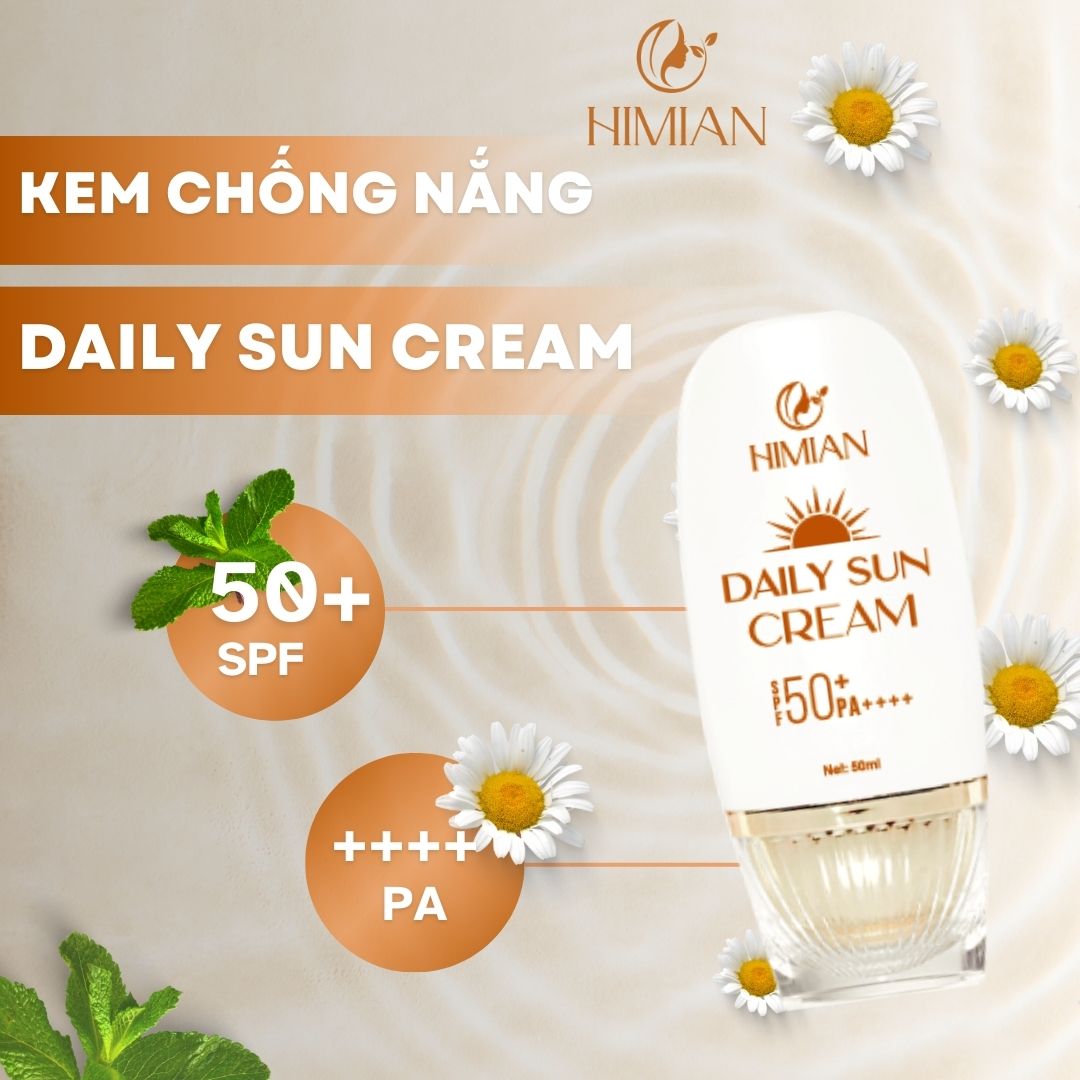 HIMIAN
KEM CHỐNG NẮNG
DAILY SUN CREAM
50+
SPF
++++
PA
HIMIAN
DAILY SUN
CREAM
SPF 50+ PA++++
Net: 50ml